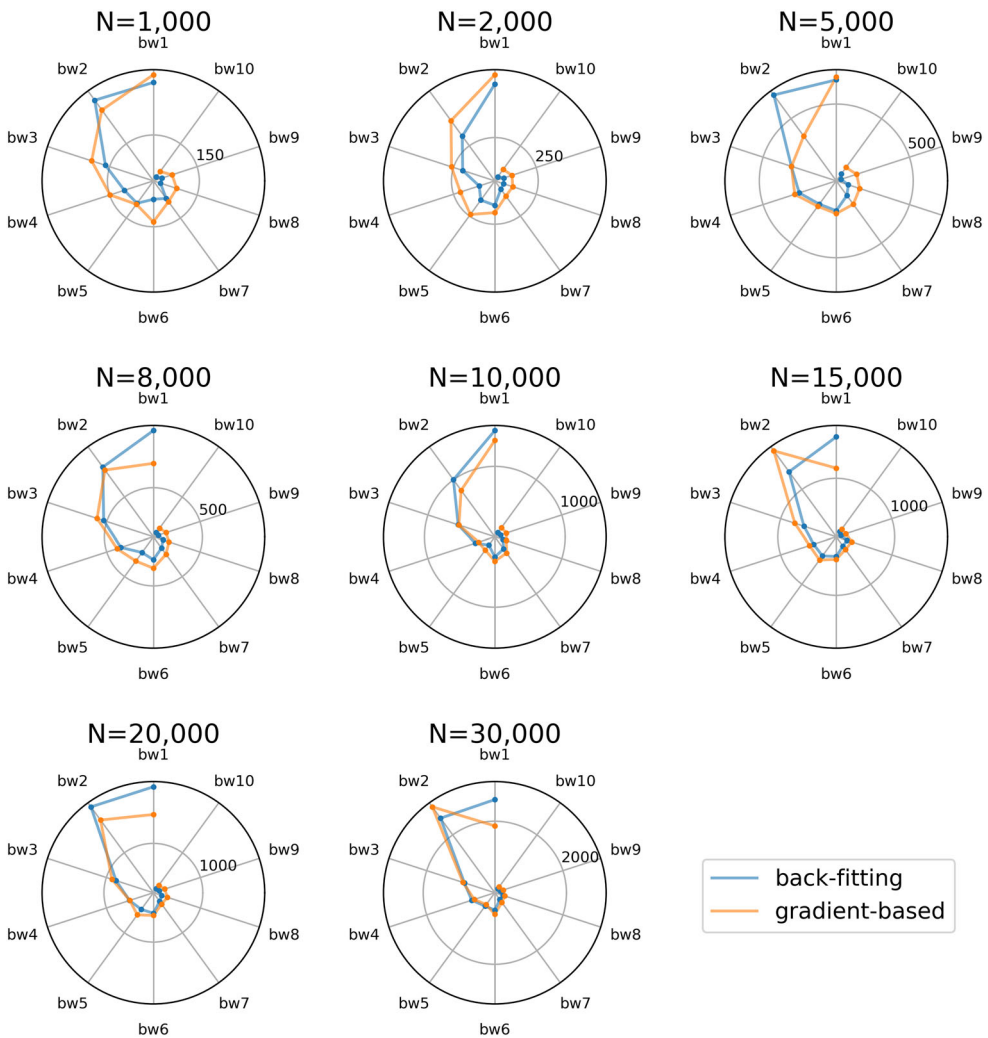 N=1,000
bw1
bw2
bw10
bw3
bw9
150
bw4
bw8
bw5
bw7
bw6
N=2,000
bw1
bw2
bw10
bw3
bw9
250
bw4
bw8
bw5
bw7
bw6
N=5,000
bw1
bw2
bw10
bw3
bw9
500
bw4
bw8
bw5
bw7
bw6
N=8,000
bw1
bw2
bw10
bw3
bw9
500
bw4
bw8
bw5
bw7
bw6
N=10,000
bw1
bw2
bw10
bw3
bw9
1000
bw4
bw8
bw5
bw7
bw6
N=15,000
bw1
bw2
bw10
bw3
bw9
1000
bw4
bw8
bw5
bw7
bw6
N=20,000
bw1
bw2
bw10
bw3
bw9
1000
bw4
bw8
bw5
bw7
bw6
N=30,000
bw1
bw2
bw10
bw3
bw9
2000
bw4
bw8
bw5
bw7
bw6
back-fitting
gradient-based